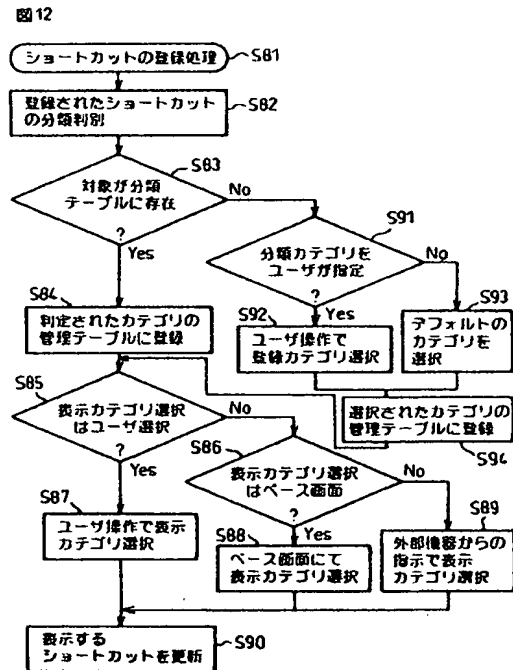 図12
ショートカットの登録処理
S81
登録されたショートカット
の分類判別
S82
対象が分類
テーブルに存在
?
S83
No
Yes
分類カテゴリを
ユーザが指定
?
S91
No
Yes
S84
判定されたカテゴリの
管理テーブルに登録
S92
ユーザ操作で
登録カテゴリ選択
S93
デフォルトの
カテゴリを
選択
選択されたカテゴリの
管理テーブルに登録
S94
S85
表示カテゴリ選択
はユーザ選択
?
No
Yes
S86
表示カテゴリ選択
はベース画面
?
No
Yes
S87
ユーザ操作で表示
カテゴリ選択
S88
ベース画面にて
表示カテゴリ選択
S89
外部機器からの
指示で表示
カテゴリ選択
表示する
ショートカットを更新
S90